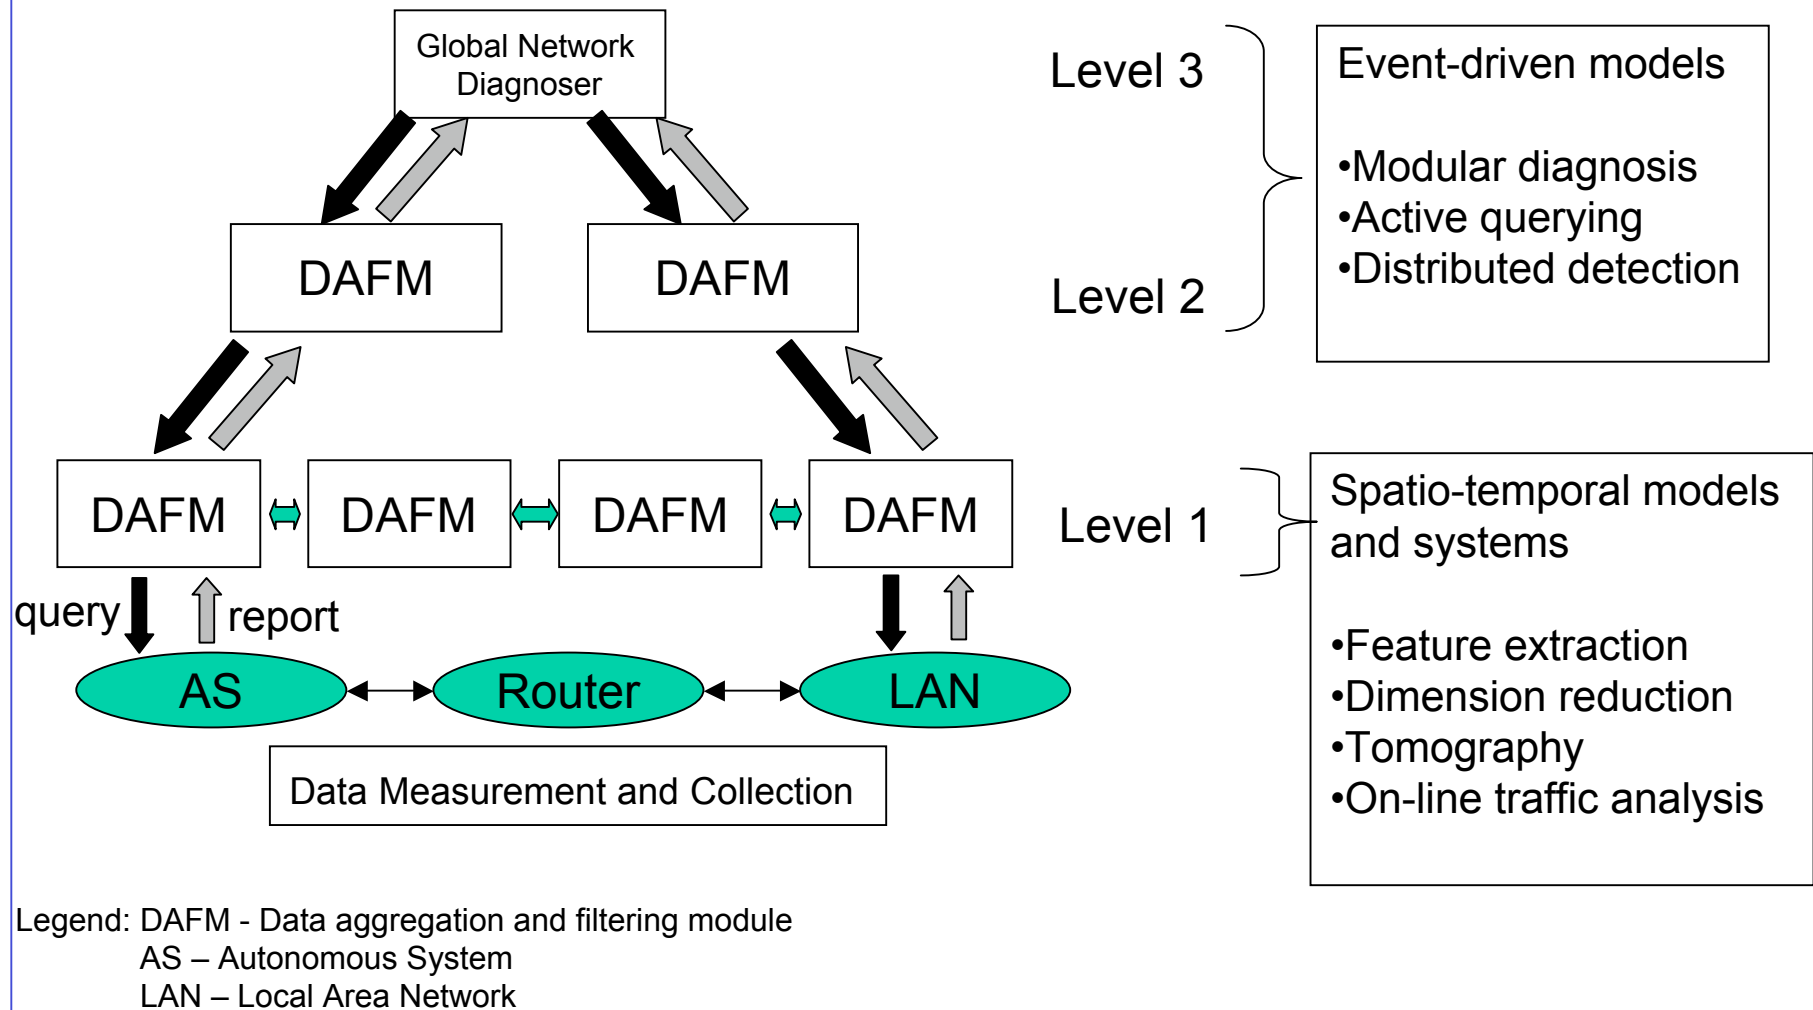 Global Network
Diagnoser
Level 3
Event-driven models
•Modular diagnosis
•Active querying
•Distributed detection
DAFM
DAFM
Level 2
DAFM
DAFM
DAFM
DAFM
Level 1
Spatio-temporal models
and systems
•Feature extraction
•Dimension reduction
•Tomography
•On-line traffic analysis
query
report
AS
Router
LAN
Data Measurement and Collection
Legend: DAFM - Data aggregation and filtering module
AS – Autonomous System
LAN – Local Area Network